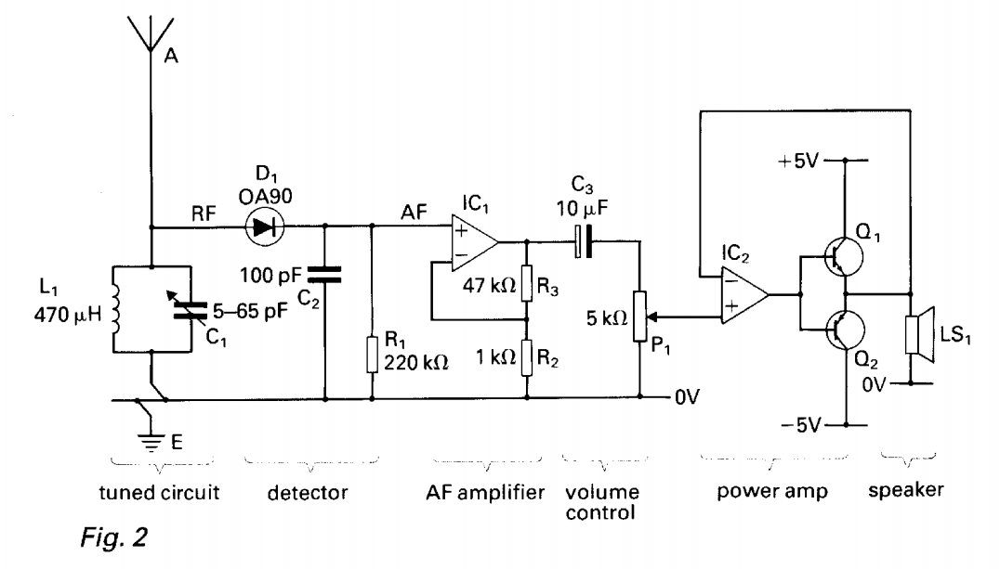 A
D₁
OA90
RF
AF
IC₁
C₃
10 µF
+5V
Q₁
IC₂
L₁
470 µH
5–65 pF
C₁
100 pF
C₂
47 kΩ
R₃
5 kΩ
P₁
R₁
220 kΩ
1 kΩ
R₂
LS₁
Q₂
0V
0V
–5V
E
+
–
–
+
tuned circuit
detector
AF amplifier
volume
control
power amp
speaker
Fig. 2